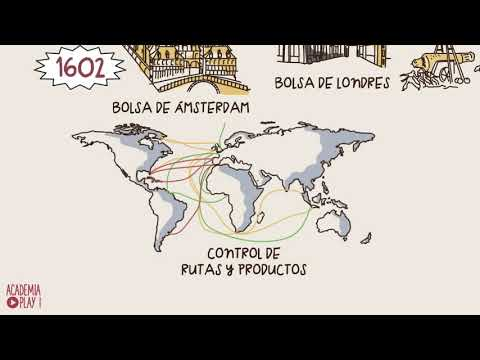 1602
BOLSA DE ÁMSTERDAM
BOLSA DE LONDRES
CONTROL DE
RUTAS y PRODUCTOS
ACADEMIA
PLAY